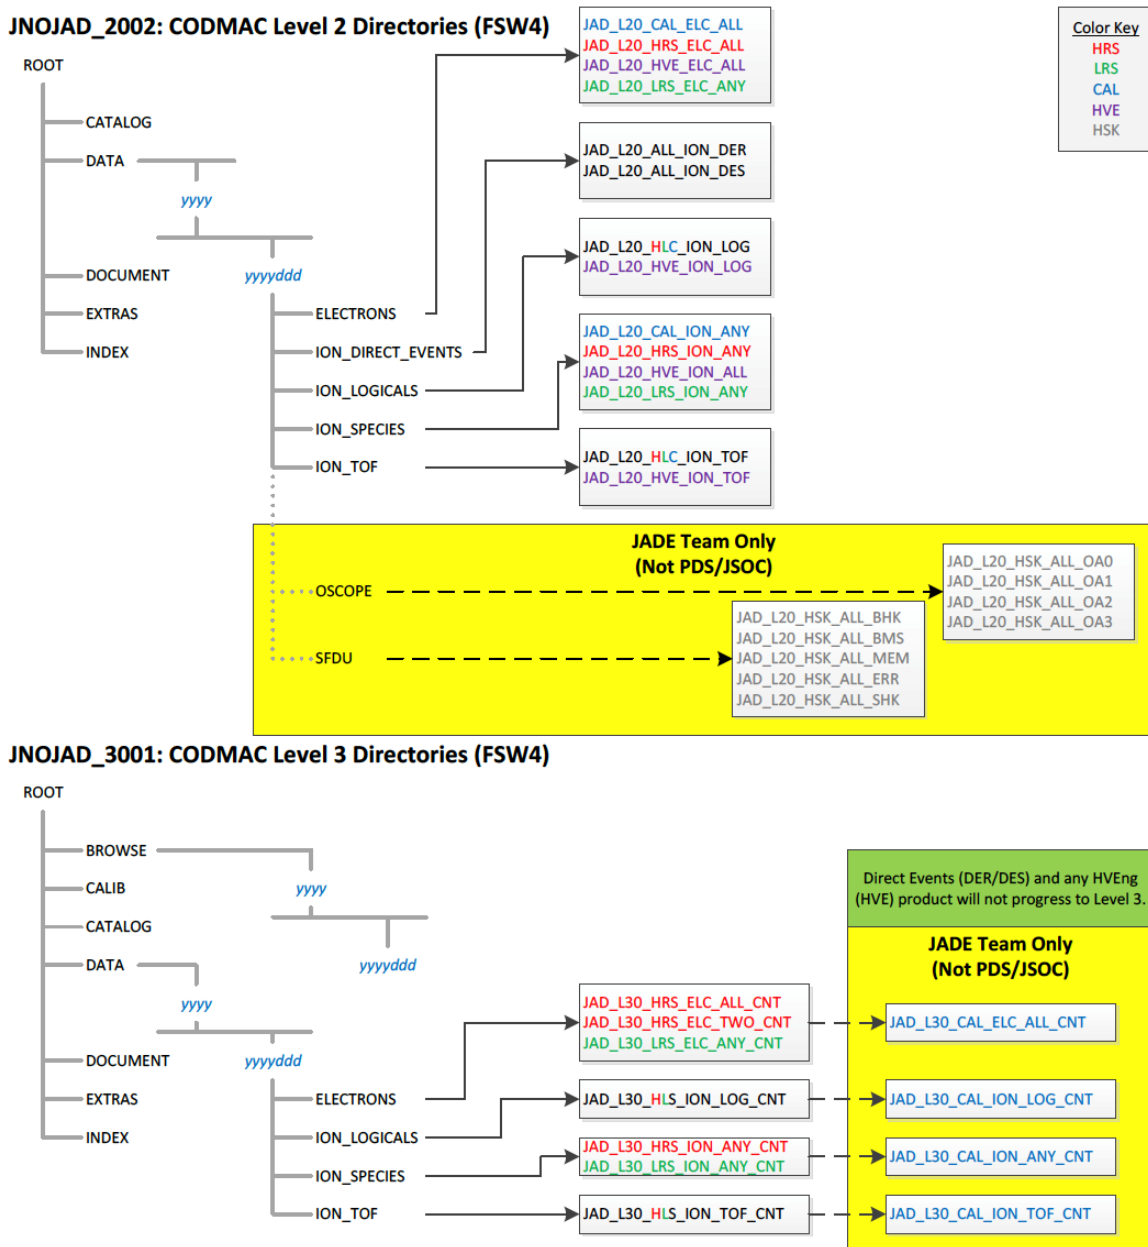 JNOJAD_2002: CODMAC Level 2 Directories (FSW4)
ROOT
CATALOG
DATA
yyyy
DOCUMENT
yyyyddd
EXTRAS
INDEX
ELECTRONS
ION_DIRECT_EVENTS
ION_LOGICALS
ION_SPECIES
ION_TOF
JAD_L20_CAL_ELC_ALL
JAD_L20_HRS_ELC_ALL
JAD_L20_HVE_ELC_ALL
JAD_L20_LRS_ELC_ANY
JAD_L20_ALL_ION_DER
JAD_L20_ALL_ION_DES
JAD_L20_HLC_ION_LOG
JAD_L20_HVE_ION_LOG
JAD_L20_CAL_ION_ANY
JAD_L20_HRS_ION_ANY
JAD_L20_HVE_ION_ALL
JAD_L20_LRS_ION_ANY
JAD_L20_HLC_ION_TOF
JAD_L20_HVE_ION_TOF
Color Key
HRS
LRS
CAL
HVE
HSK
JADE Team Only
(Not PDS/JSOC)
OSCOPE
JAD_L20_HSK_ALL_OA0
JAD_L20_HSK_ALL_OA1
JAD_L20_HSK_ALL_OA2
JAD_L20_HSK_ALL_OA3
SFDU
JAD_L20_HSK_ALL_BHK
JAD_L20_HSK_ALL_BMS
JAD_L20_HSK_ALL_MEM
JAD_L20_HSK_ALL_ERR
JAD_L20_HSK_ALL_SHK
JNOJAD_3001: CODMAC Level 3 Directories (FSW4)
ROOT
BROWSE
yyyy
CALIB
CATALOG
yyyyddd
DATA
yyyy
DOCUMENT
yyyyddd
EXTRAS
INDEX
ELECTRONS
ION_LOGICALS
ION_SPECIES
ION_TOF
JAD_L30_HRS_ELC_ALL_CNT
JAD_L30_HRS_ELC_TWO_CNT
JAD_L30_LRS_ELC_ANY_CNT
JAD_L30_HLS_ION_LOG_CNT
JAD_L30_HRS_ION_ANY_CNT
JAD_L30_LRS_ION_ANY_CNT
JAD_L30_HLS_ION_TOF_CNT
Direct Events (DER/DES) and any HVEng
(HVE) product will not progress to Level 3.
JADE Team Only
(Not PDS/JSOC)
JAD_L30_CAL_ELC_ALL_CNT
JAD_L30_CAL_ION_LOG_CNT
JAD_L30_CAL_ION_ANY_CNT
JAD_L30_CAL_ION_TOF_CNT